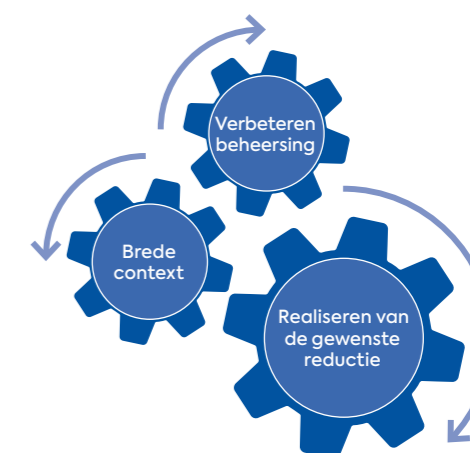 Verbeteren
beheersing
Brede
context
Realiseren van
de gewenste
reductie